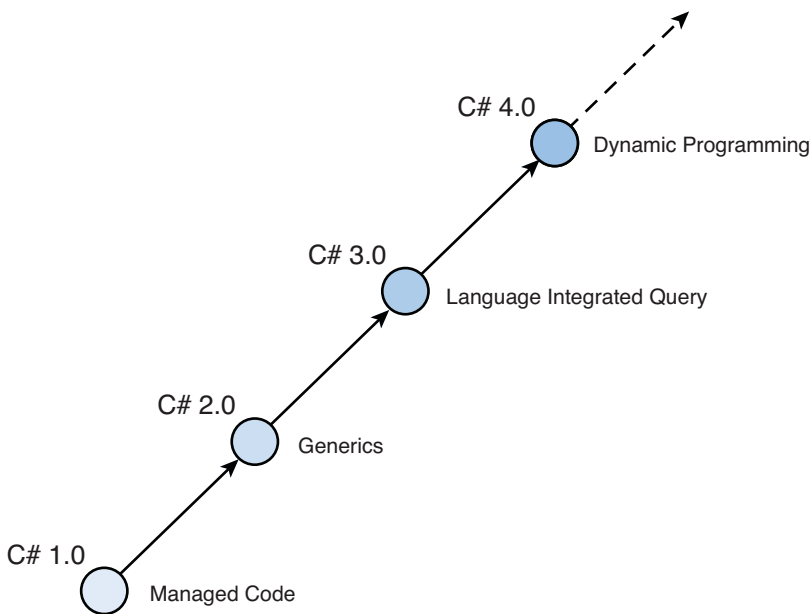 C# 4.0
Dynamic Programming
C# 3.0
Language Integrated Query
C# 2.0
Generics
C# 1.0
Managed Code